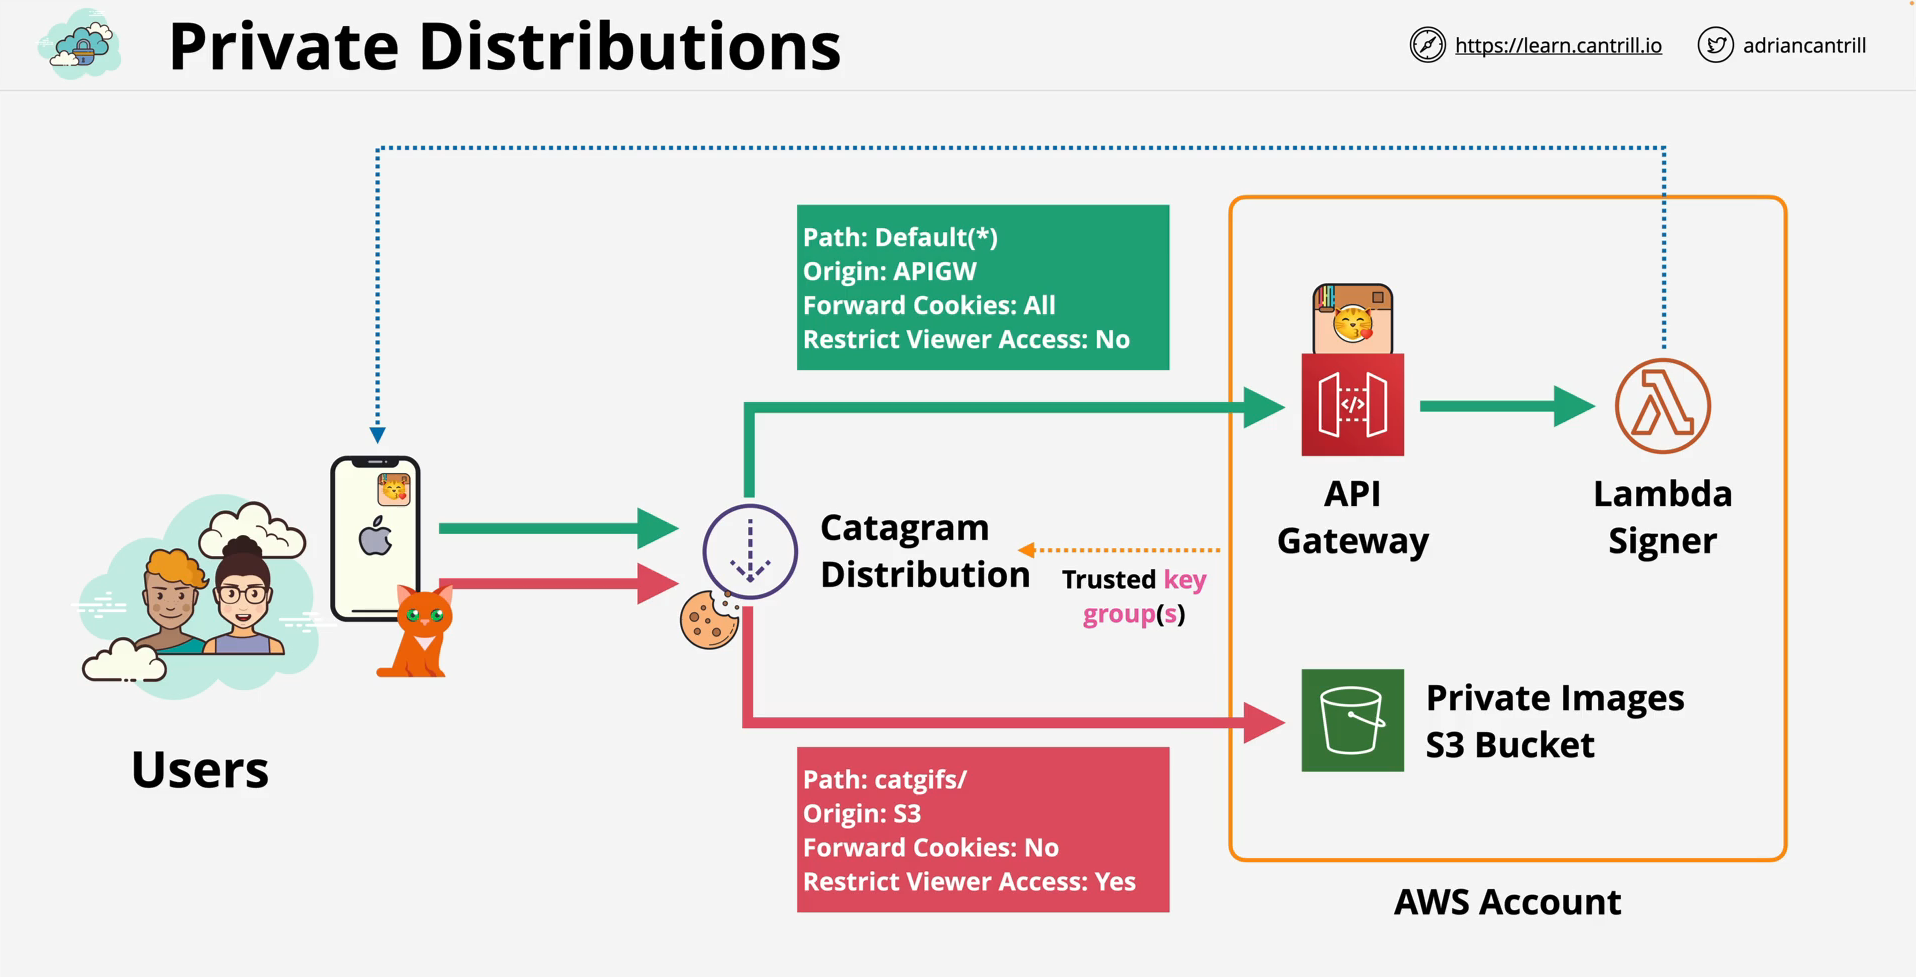 Private Distributions
https://learn.cantrill.io
adriancantrill
Path: Default(*)
Origin: APIGW
Forward Cookies: All
Restrict Viewer Access: No
API
Gateway
Lambda
Signer
Catagram
Distribution
Trusted key
group(s)
Users
Private Images
S3 Bucket
Path: catgifs/
Origin: S3
Forward Cookies: No
Restrict Viewer Access: Yes
AWS Account